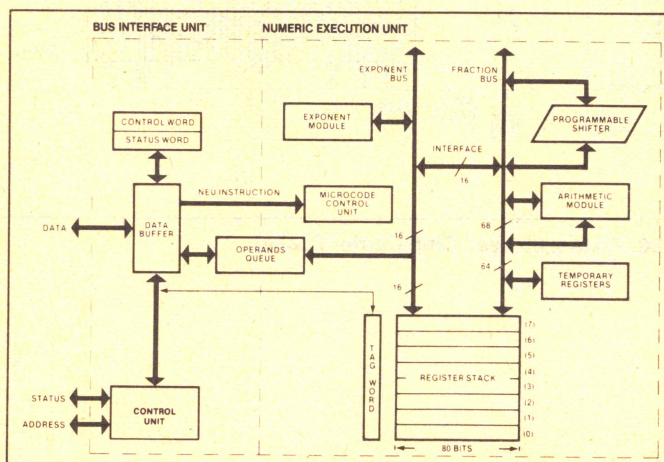 BUS INTERFACE UNIT
NUMERIC EXECUTION UNIT
EXPONENT
BUS
FRACTION
BUS
CONTROL WORD
STATUS WORD
EXPONENT
MODULE
PROGRAMMABLE
SHIFTER
INTERFACE
16
NEU INSTRUCTION
MICROCODE
CONTROL
UNIT
ARITHMETIC
MODULE
DATA
DATA
BUFFER
OPERANDS
QUEUE
16
68
64
TEMPORARY
REGISTERS
16
TAG WORD
REGISTER STACK
(7)
(6)
(5)
(4)
(3)
(2)
(1)
(0)
STATUS
ADDRESS
CONTROL
UNIT
80 BITS